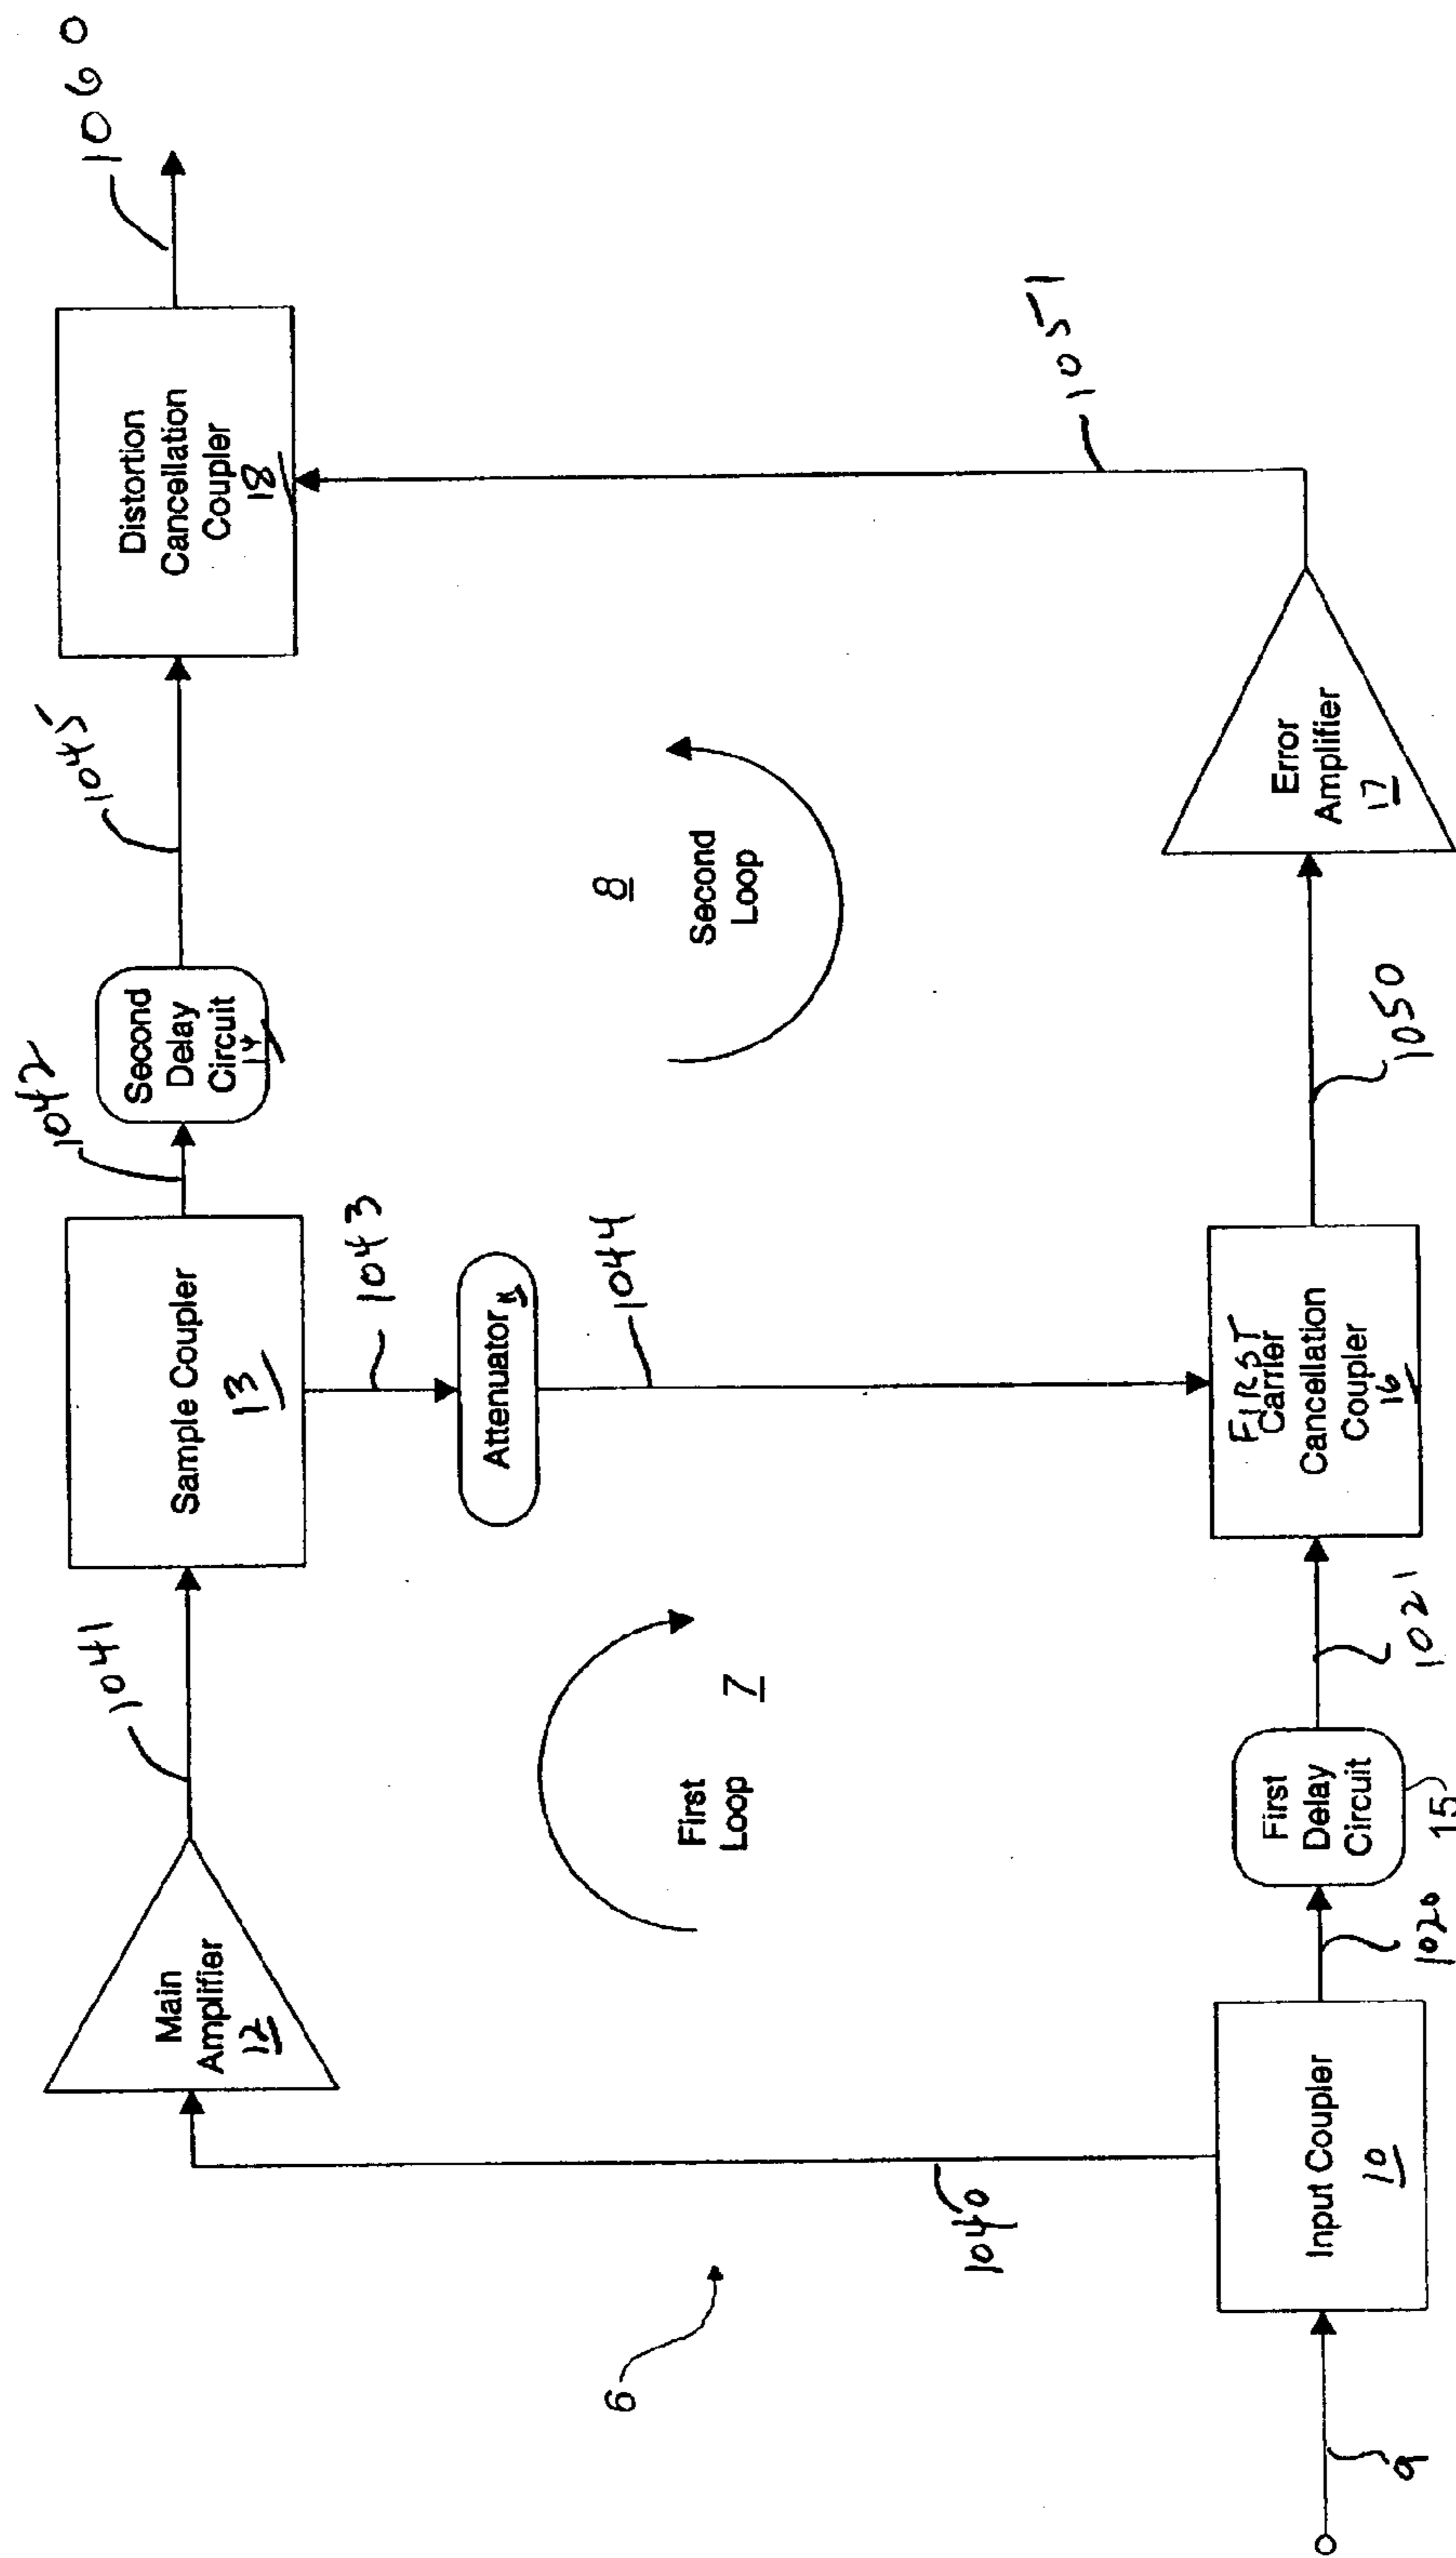 1060
Distortion
Cancellation
Coupler
18
1051
1045
Second
Delay
Circuit
14
1042
8
Second
Loop
Error
Amplifier
17
1050
Sample Coupler
13
1043
Attenuator
1044
FIRST
Carrier
Cancellation
Coupler
16
1041
First
Loop
7
1021
First
Delay
Circuit
15
1020
Main
Amplifier
12
1040
Input Coupler
10
6
9